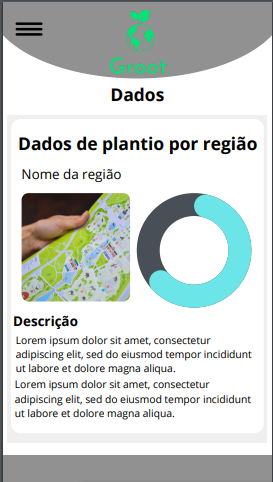 Groot
Dados
Dados de plantio por região
Nome da região
Descrição
Lorem ipsum dolor sit amet, consectetur
adipiscing elit, sed do eiusmod tempor incididunt
ut labore et dolore magna aliqua.
Lorem ipsum dolor sit amet, consectetur
adipiscing elit, sed do eiusmod tempor incididunt
ut labore et dolore magna aliqua.